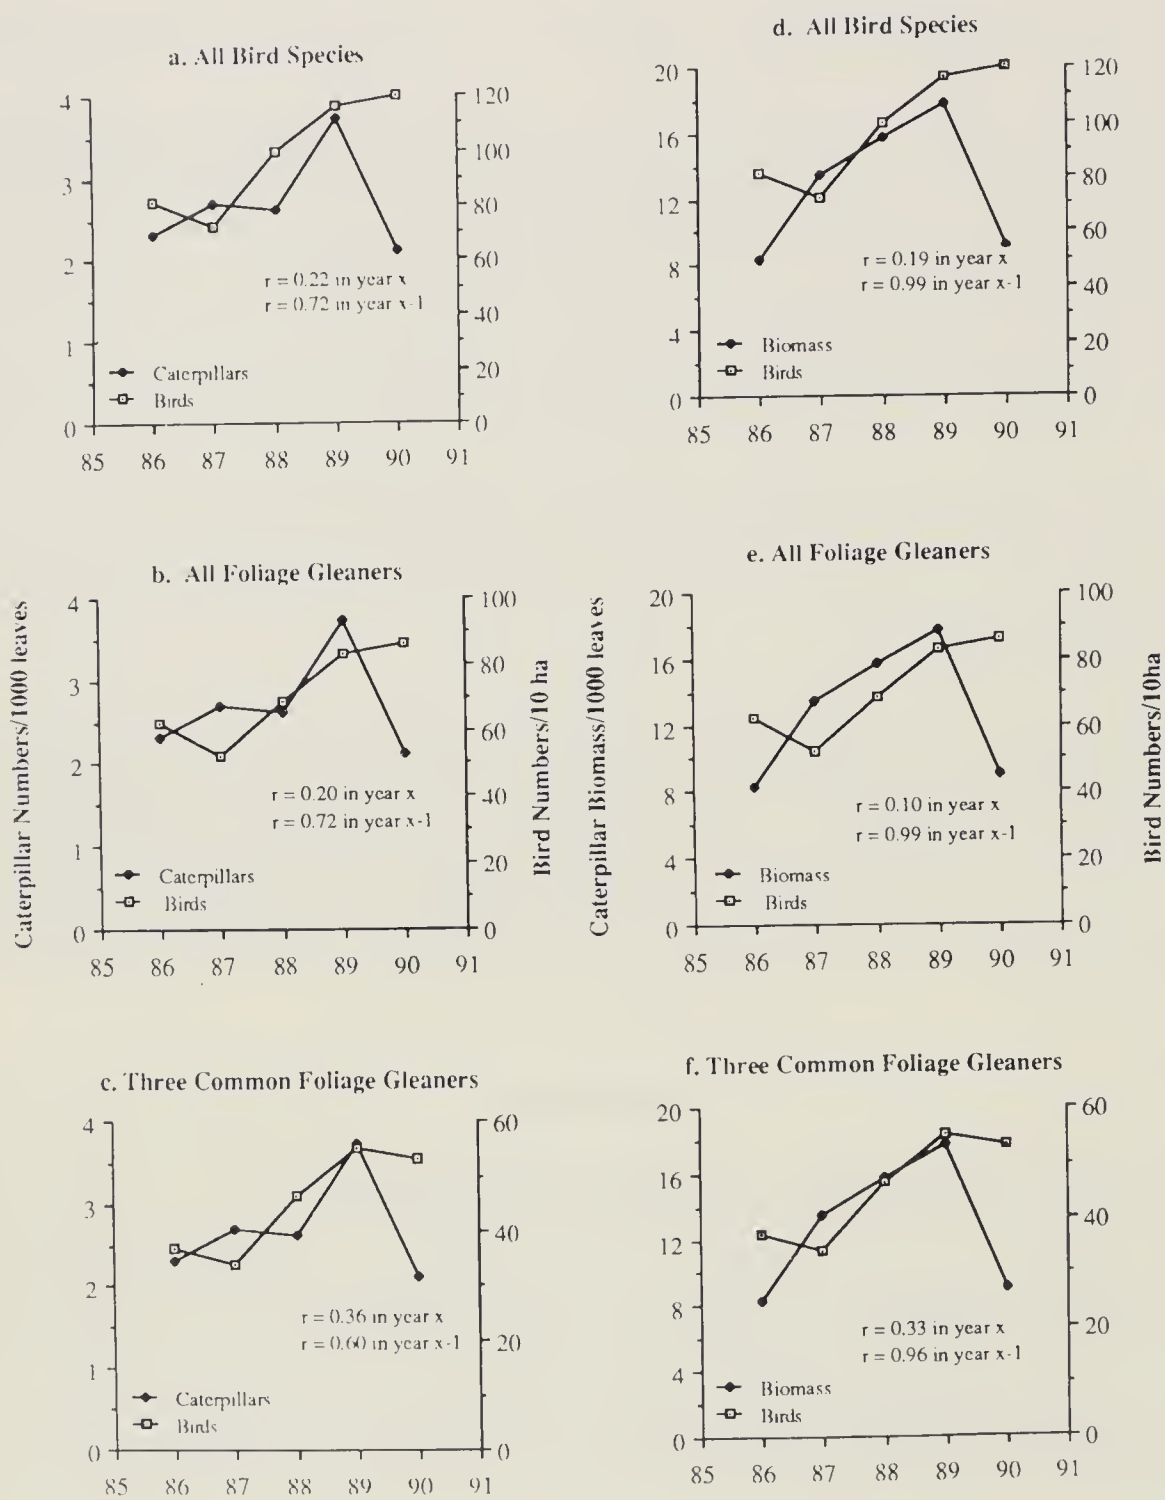 a. All Bird Species
4
3
2
1
0
120
100
80
60
40
20
0
r = 0.22 in year x
r = 0.72 in year x-1
Caterpillars
Birds
85 86 87 88 89 90 91
d. All Bird Species
20
16
12
8
4
0
120
100
80
60
40
20
0
r = 0.19 in year x
r = 0.99 in year x-1
Biomass
Birds
85 86 87 88 89 90 91
Caterpillar Numbers/1000 leaves
b. All Foliage Gleaners
4
3
2
1
0
100
80
60
40
20
0
r = 0.20 in year x
r = 0.72 in year x-1
Caterpillars
Birds
85 86 87 88 89 90 91
Bird Numbers/10 ha
Caterpillar Biomass/1000 leaves
e. All Foliage Gleaners
20
16
12
8
4
0
100
80
60
40
20
0
r = 0.10 in year x
r = 0.99 in year x-1
Biomass
Birds
85 86 87 88 89 90 91
Bird Numbers/10ha
c. Three Common Foliage Gleaners
4
3
2
1
0
60
40
20
0
r = 0.36 in year x
r = 0.60 in year x-1
Caterpillars
Birds
85 86 87 88 89 90 91
f. Three Common Foliage Gleaners
20
16
12
8
4
0
60
40
20
0
r = 0.33 in year x
r = 0.96 in year x-1
Biomass
Birds
85 86 87 88 89 90 91